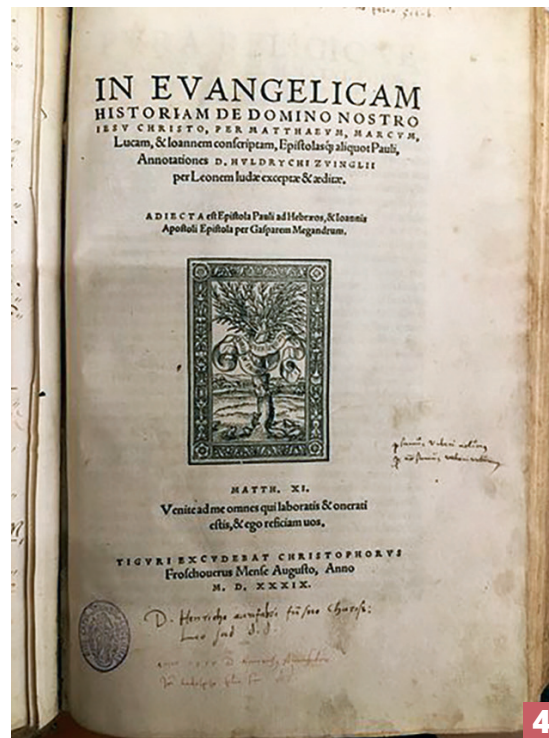 IN EVANGELICAM
HISTORIAM DE DOMINO NOSTRO
IESV CHRISTO, PER MATTHAEVM, MARCVM,
Lucam, & Ioannem conscriptam, Epistolasq́ aliquot Pauli,
Annotationes D. HVLDRYCHI ZVINGLII
per Leonem Iudæ exceptæ & æditæ.
ADIECTA est Epistola Pauli ad Hebræos, & Ioannis
Apostoli Epistola per Gasparem Megandrum.
MATTH. XI.
Venite ad me omnes qui laboratis & onerati
estis, & ego reficiam uos.
TIGVRI EXCVDEBAT CHRISTOPHORVS
Froschouerus Mense Augusto, Anno
M. D. XXXIX.
D. Henricho
4